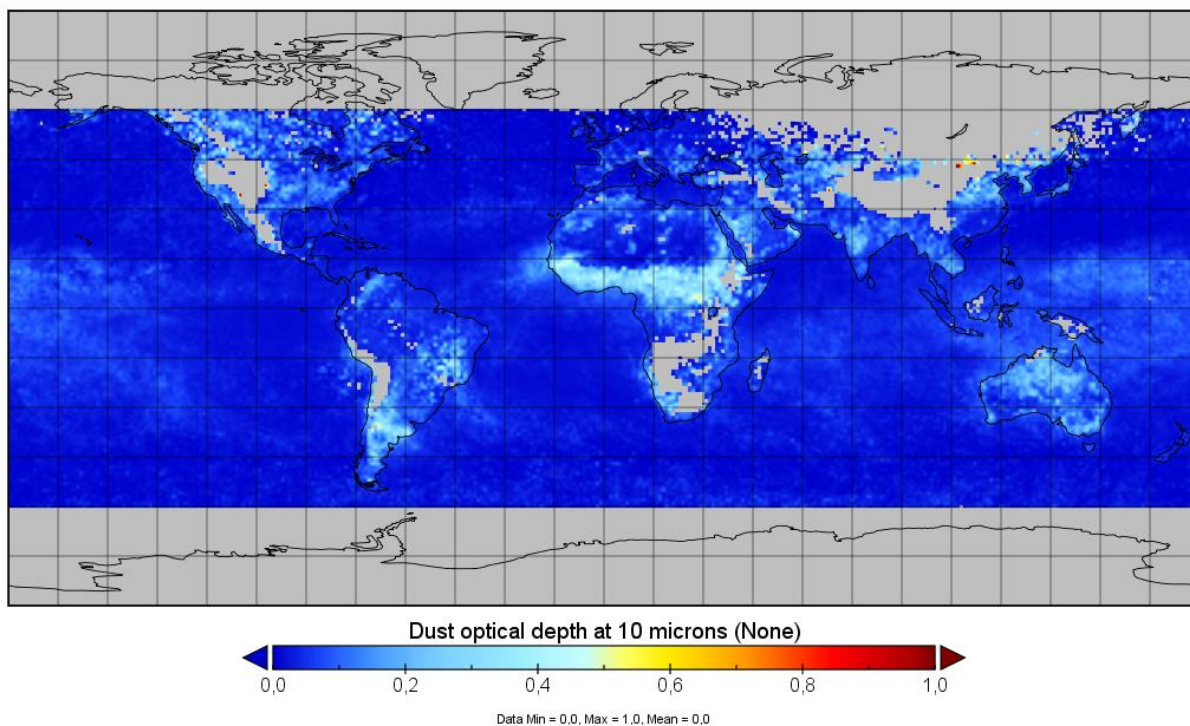 Dust optical depth at 10 microns (None)
0,0 0,2 0,4 0,6 0,8 1,0
Data Min = 0,0, Max = 1,0, Mean = 0,0